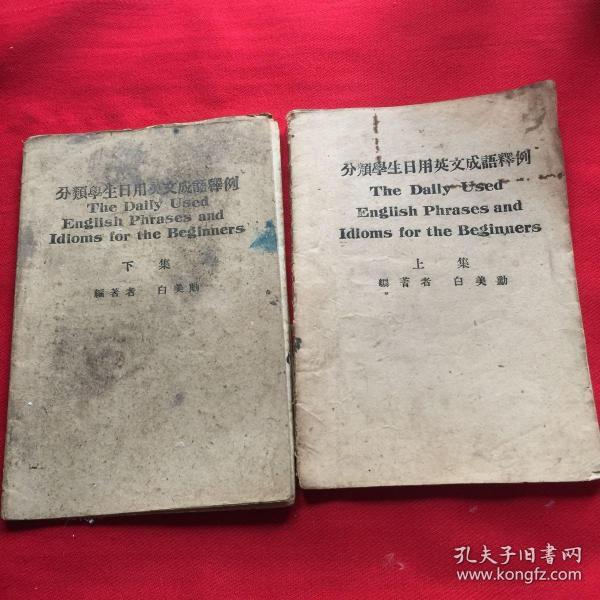 分類學生日用英文成語釋例
The Daily Used
English Phrases and
Idioms for the Beginners
下集
編著者 白美勛
分類學生日用英文成語釋例
The Daily Used
English Phrases and
Idioms for the Beginners
上集
編著者 白美勛
孔夫子旧书网
www.kongfz.com